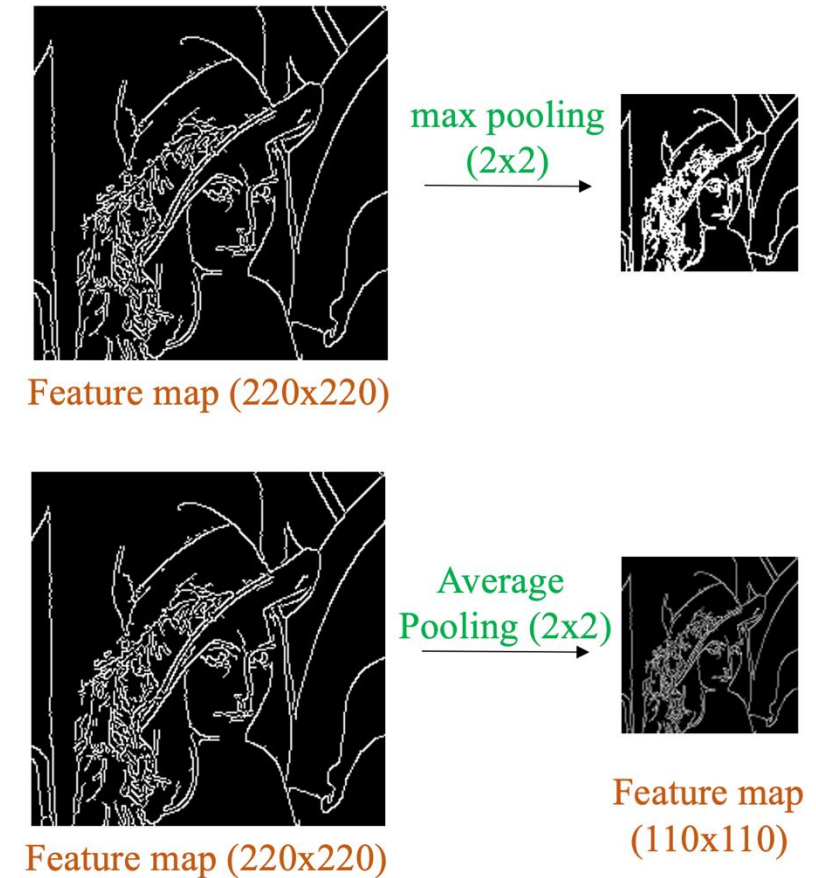 max pooling
(2x2)
Feature map (220x220)
Average
Pooling (2x2)
Feature map
(110x110)
Feature map (220x220)